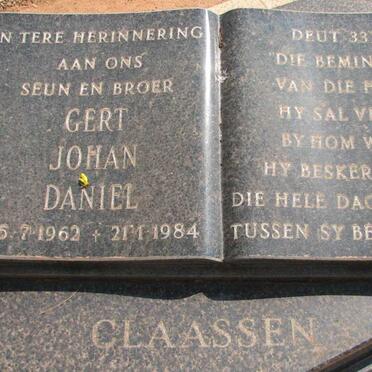 N TERE HERINNERING
AAN ONS
SEUN EN BROER
GERT
JOHAN
DANIEL
5-7-1962 + 21-1-1984
DEUT 33
"DIE BEMIN
VAN DIE
HY SAL
BY HOM W
HY BESKER
DIE HELE DAG
TUSSEN SY BE
CLAASSEN